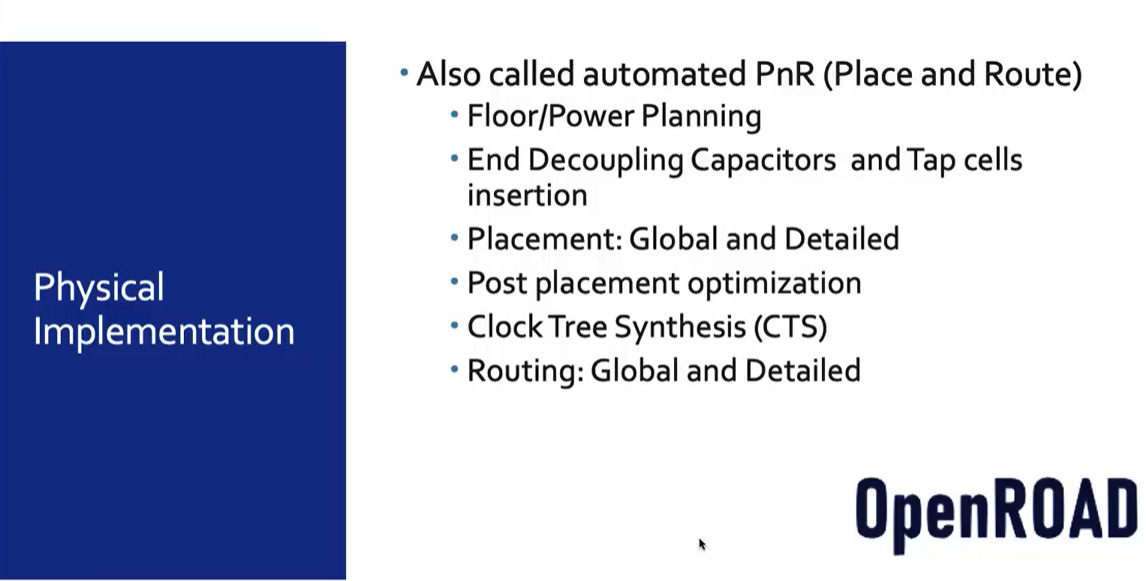 Physical
Implementation
• Also called automated PnR (Place and Route)
• Floor/Power Planning
• End Decoupling Capacitors and Tap cells
insertion
• Placement: Global and Detailed
• Post placement optimization
• Clock Tree Synthesis (CTS)
• Routing: Global and Detailed
OpenROAD